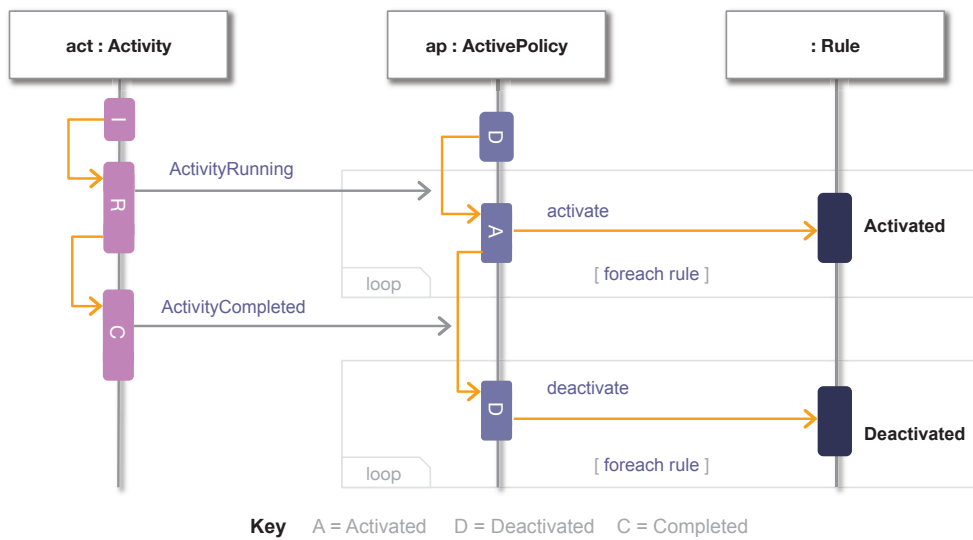 act : Activity
ap : ActivePolicy
: Rule
I
D
ActivityRunning
R
A
activate
Activated
[ foreach rule ]
loop
ActivityCompleted
C
deactivate
D
Deactivated
[ foreach rule ]
loop
Key A = Activated D = Deactivated C = Completed